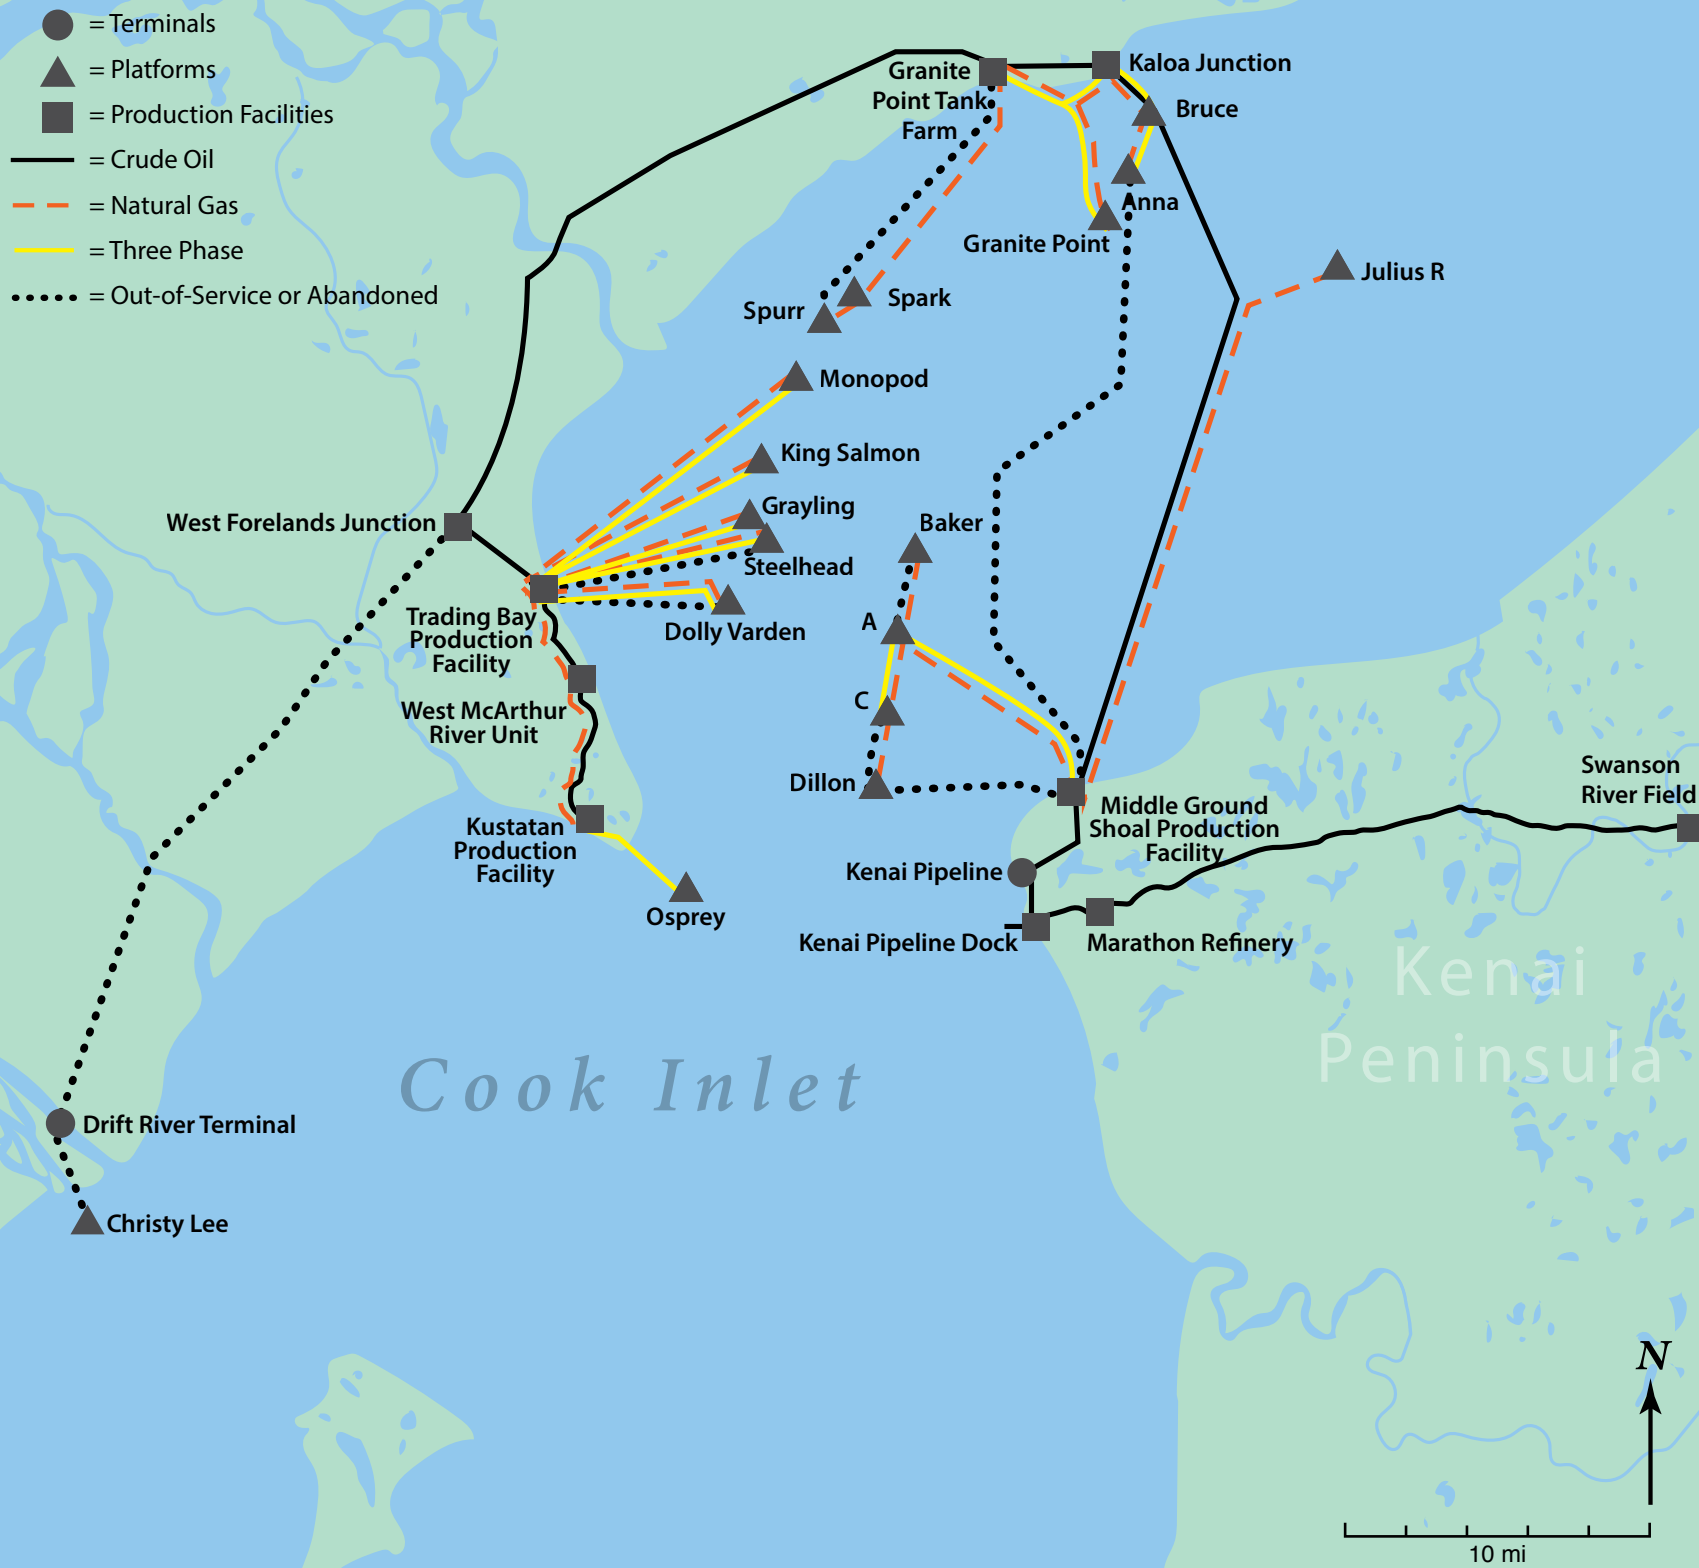 = Terminals
= Platforms
= Production Facilities
= Crude Oil
= Natural Gas
= Three Phase
= Out-of-Service or Abandoned
Granite
Point Tank
Farm
Kaloa Junction
Bruce
Anna
Granite Point
Julius R
Spurr
Spark
Monopod
King Salmon
Grayling
Steelhead
Dolly Varden
West Forelands Junction
Trading Bay
Production
Facility
West McArthur
River Unit
Kustatan
Production
Facility
Osprey
Baker
A
C
Dillon
Middle Ground
Shoal Production
Facility
Swanson
River Field
Kenai Pipeline
Kenai Pipeline Dock
Marathon Refinery
Kenai
Peninsula
Cook Inlet
Drift River Terminal
Christy Lee
N
10 mi